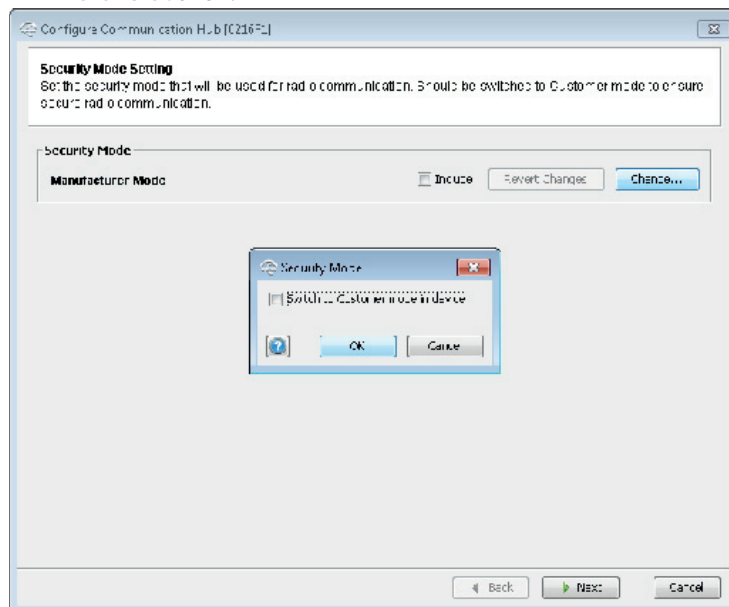 Configure Communication Hub [0216F1]
Security Mode Setting
Set the security mode that will be used for radio communication. Should be switched to Customer mode to ensure
secure radio communication.
Security Mode
Manufacturer Mode
Include
Revert Changes
Change...
Security Mode
Switch to Customer mode in device
OK
Cancel
Back
Next
Cancel